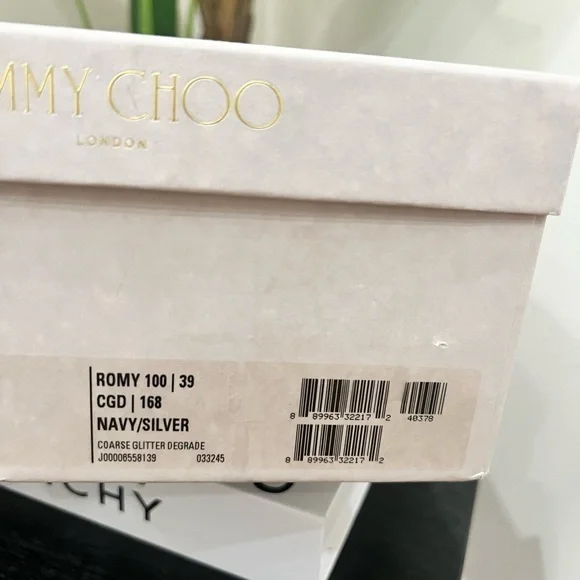 MMY CHOO
LONDON
ROMY 100 | 39
CGD | 168
NAVY/SILVER
COARSE GLITTER DEGRADE
J00006558139 033245
8 89963 32217 2
40378
8 89963 32217 2
CHY